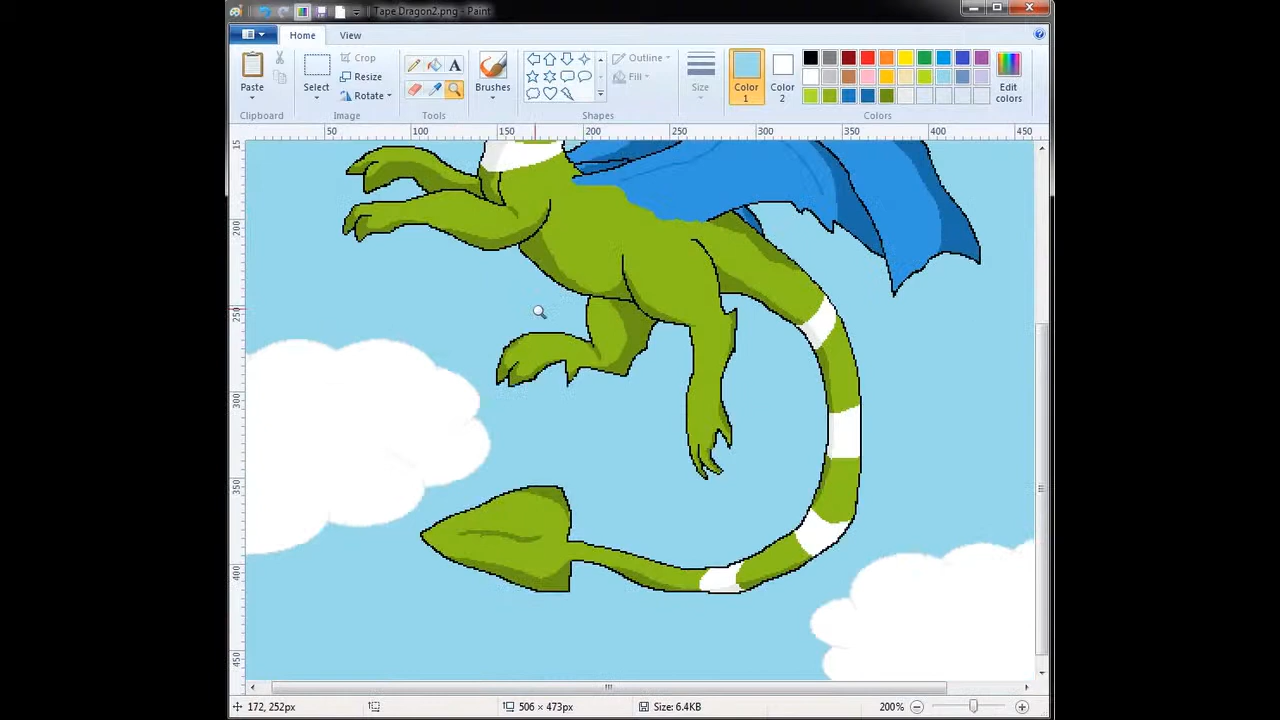 Tape Dragon2.png - Paint
Home View
Paste
Clipboard
Select
Crop
Resize
Rotate
Image
A
Tools
Brushes
Outline
Fill
Shapes
Size
Color
1
Color
2
Edit
colors
Colors
50 100 150 200 250 300 350 400 450
15
200
250
300
350
400
450
172, 252px
506 × 473px
Size: 6.4KB
200%